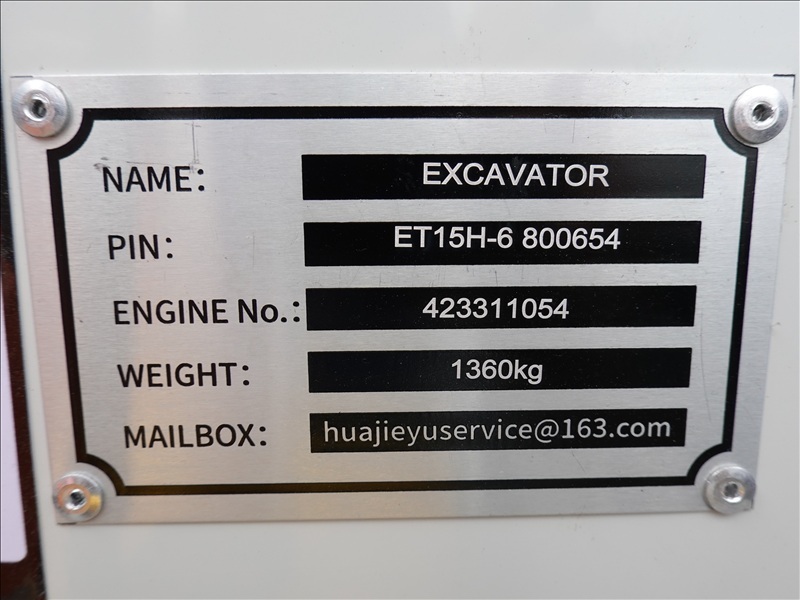 NAME: EXCAVATOR
PIN: ET15H-6 800654
ENGINE No.: 423311054
WEIGHT: 1360kg
MAILBOX: huajieyuservice@163.com